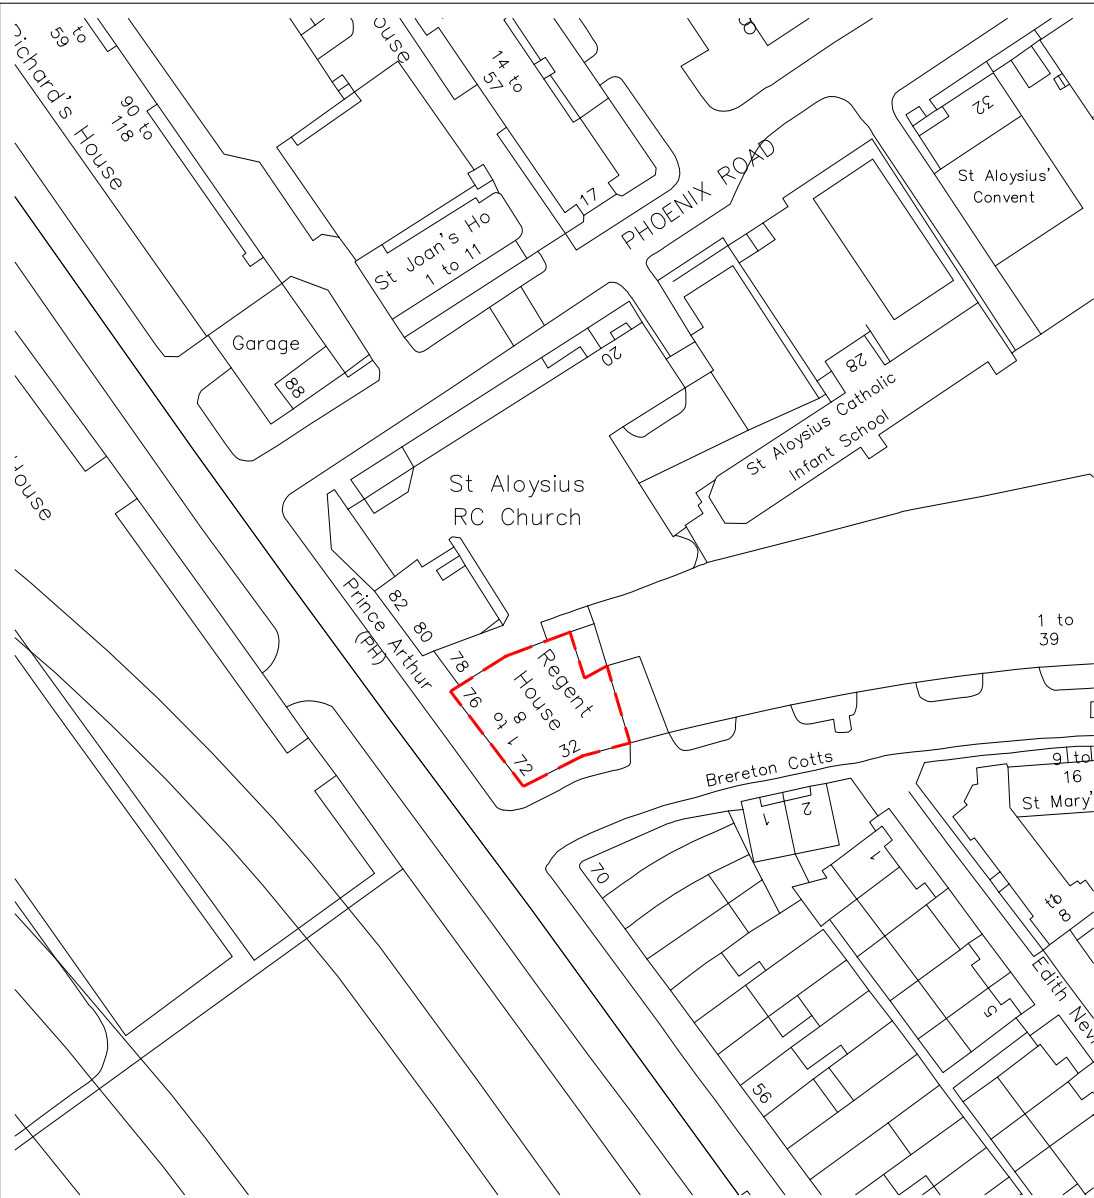 59 to
Richard's House
90 to
118
ouse
14 to
57
17
PHOENIX ROAD
32
St Aloysius'
Convent
St Joan's Ho
1 to 11
Garage
88
20
28
St Aloysius Catholic
Infant School
House
St Aloysius
RC Church
82
80
78
76
72
Prince Arthur
(PH)
Regent
House
1 to 8
32
1 to
39
Brereton Cotts
1
2
1
9 to
16
St Mary'
70
to 8
5
Edith Nev
56